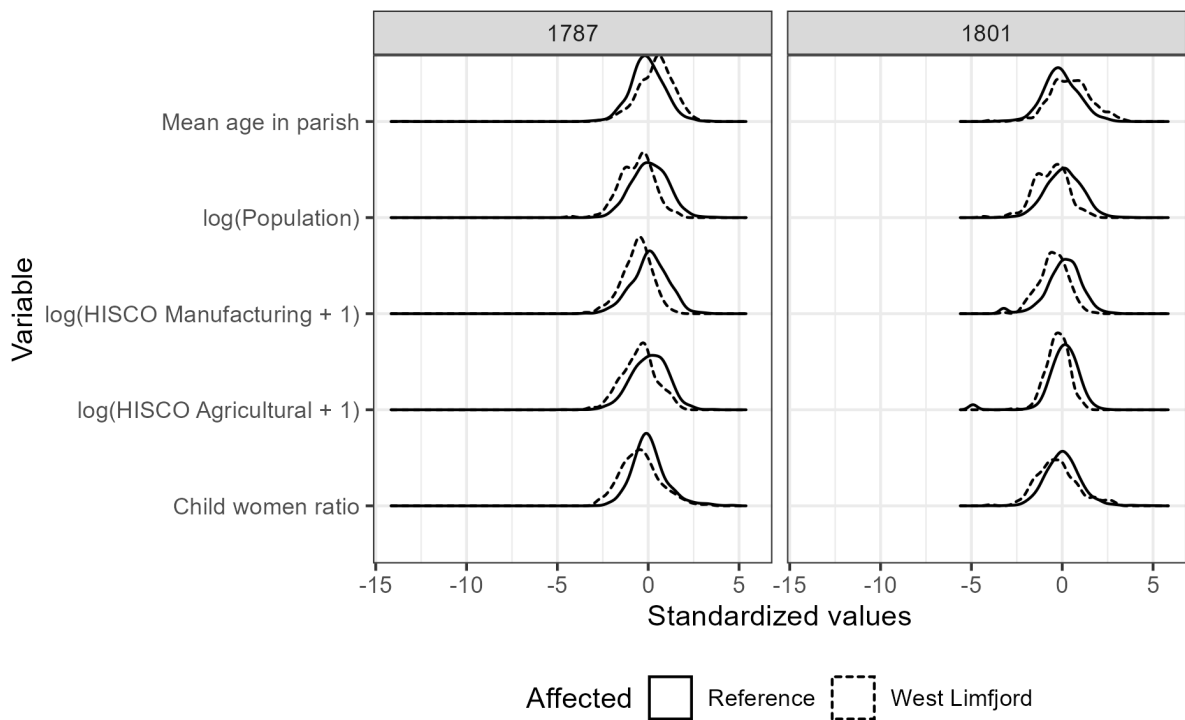 1787
1801
Mean age in parish
log(Population)
log(HISCO Manufacturing + 1)
log(HISCO Agricultural + 1)
Child women ratio
Variable
-15 -10 -5 0 5 -15 -10 -5 0 5
Standardized values
Affected Reference West Limfjord